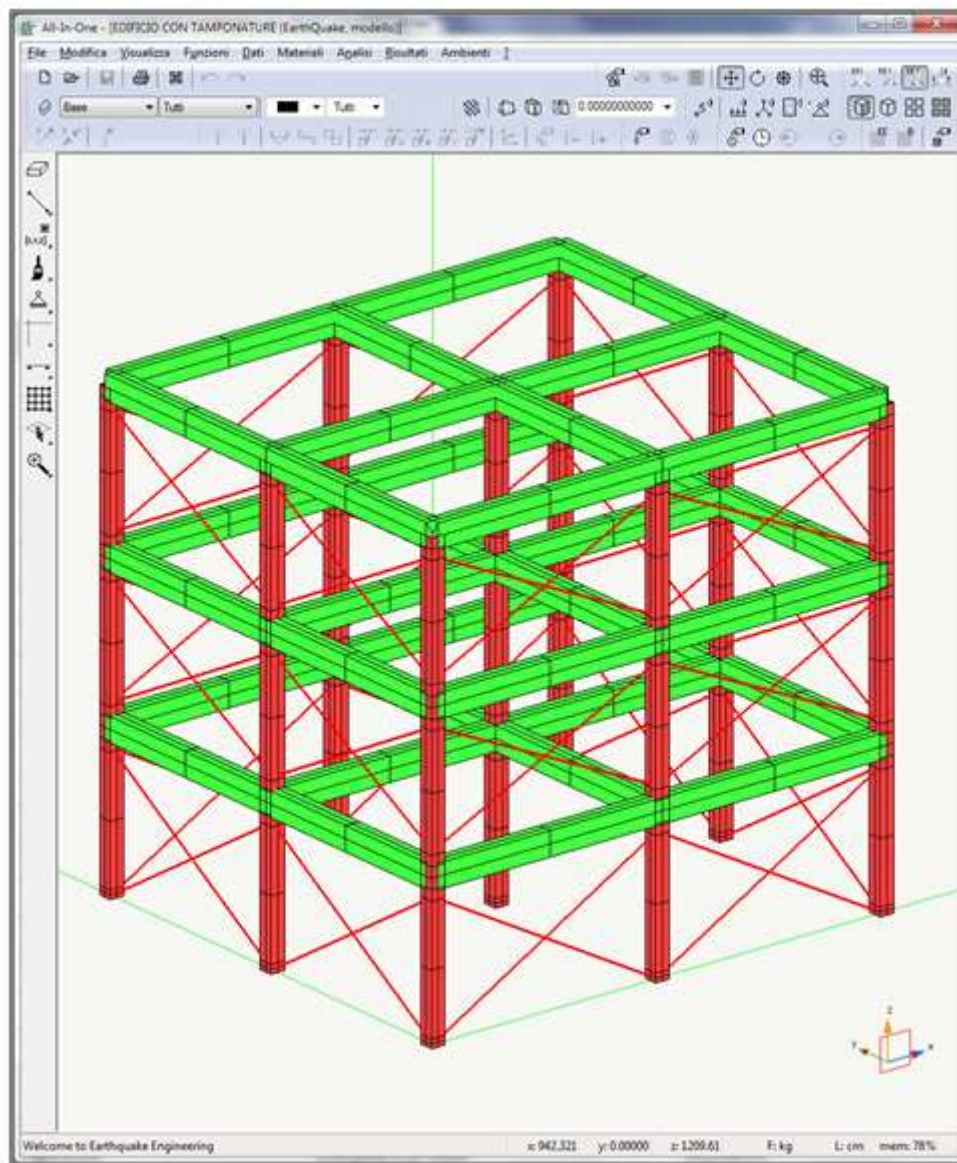 All-In-One - [EDIFICIO CON TAMPONATURE (EarthQuake, modello)]
File Modifica Visualizza Funzioni Dati Materiali Analisi Risultati Ambienti ?
Base Tutti Tutti 0.00000000000
z
y x
Welcome to Earthquake Engineering x: 942.321 y: 0.00000 z: 1209.61 F: kg L: cm mem: 78%